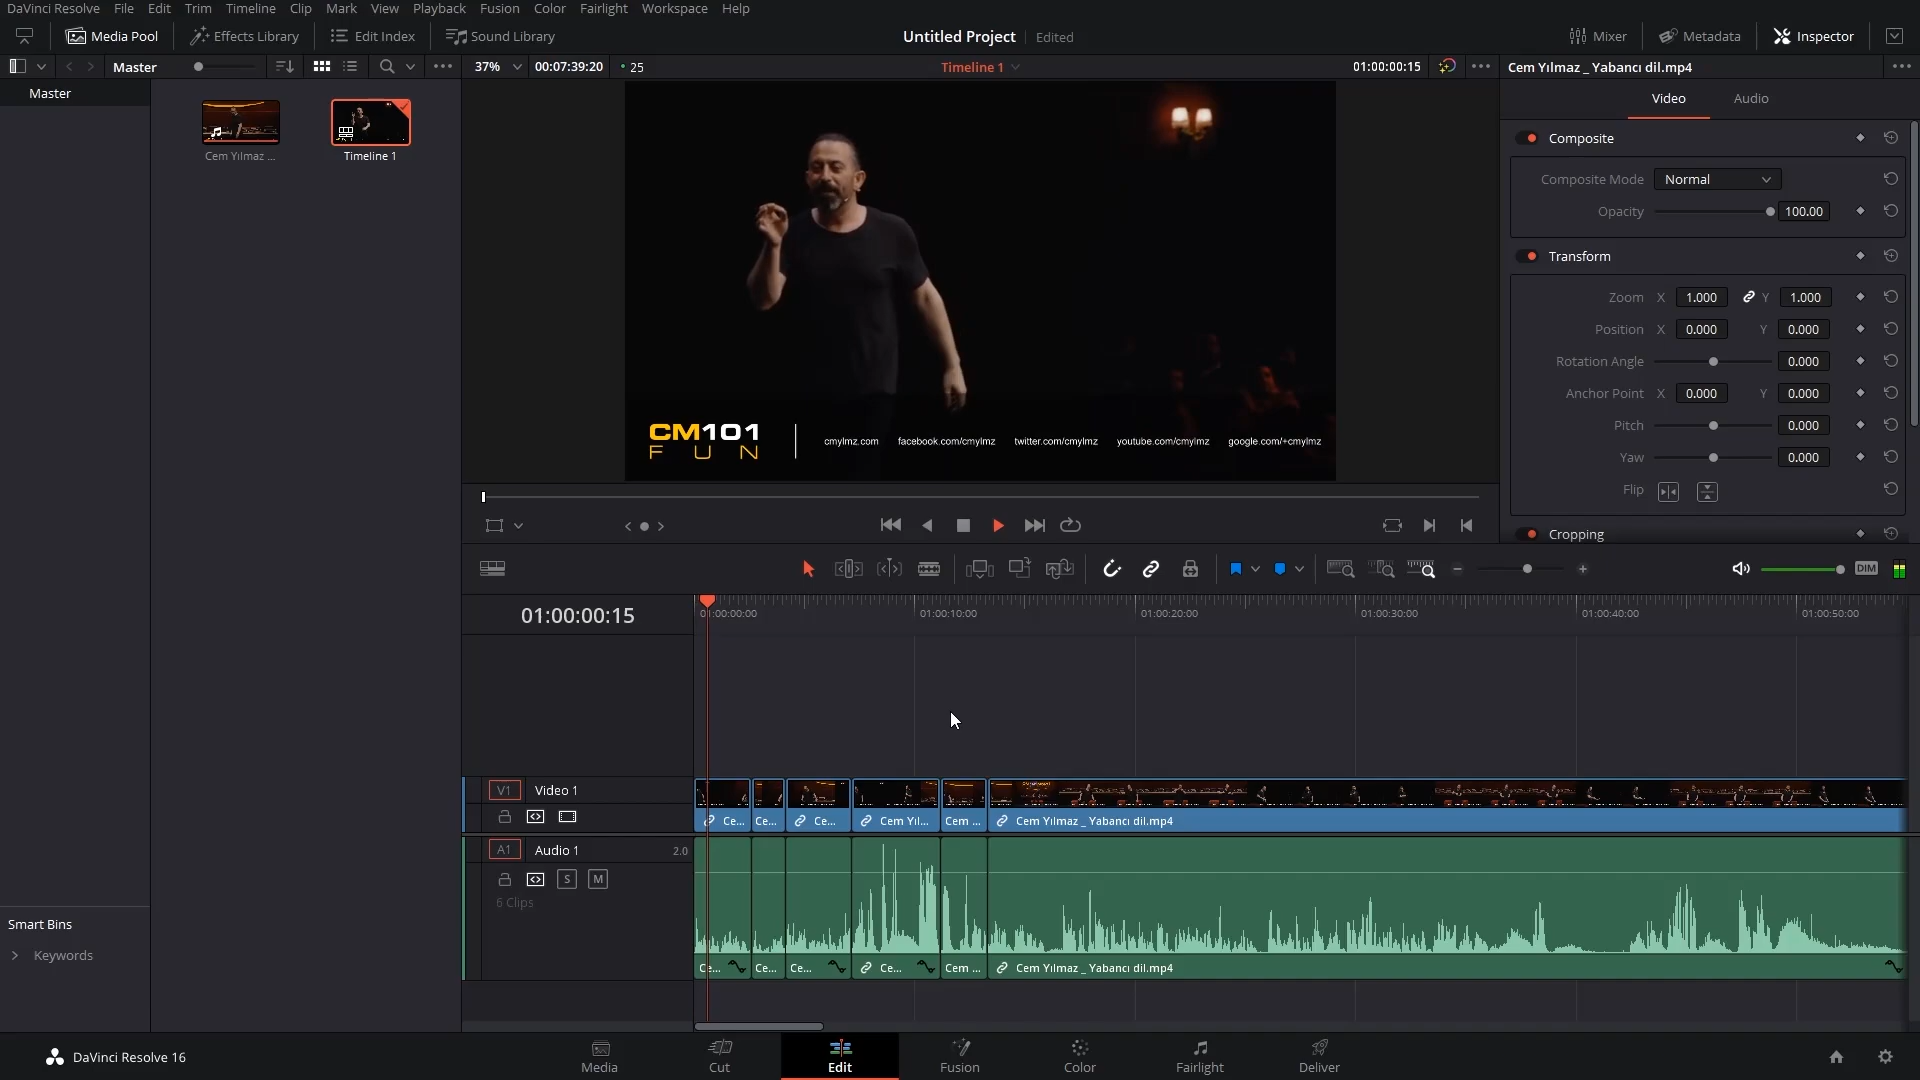 DaVinci Resolve File Edit Trim Timeline Clip Mark View Playback Fusion Color Fairlight Workspace Help
Media Pool Effects Library Edit Index Sound Library Untitled Project Edited Mixer Metadata Inspector
Master 37% 00:07:39:20 25 Timeline 1 01:00:00:15 Cem Yılmaz _ Yabancı dil.mp4
Master
Cem Yılmaz ... Timeline 1
Video Audio
Composite
Composite Mode Normal
Opacity 100.00
Transform
Zoom X 1.000 Y 1.000
Position X 0.000 Y 0.000
Rotation Angle 0.000
Anchor Point X 0.000 Y 0.000
Pitch 0.000
Yaw 0.000
Flip
Cropping
CM101
FUN
cmylmz.com facebook.com/cmylmz twitter.com/cmylmz youtube.com/cmylmz google.com/+cmylmz
DIM
01:00:00:15
01:00:00:00 01:00:10:00 01:00:20:00 01:00:30:00 01:00:40:00 01:00:50:00
V1 Video 1
Ce... Ce... Ce... Cem Yıl... Cem ... Cem Yılmaz _ Yabancı dil.mp4
A1 Audio 1 2.0
S M
6 Clips
Ce... Ce... Ce... Ce... Cem ... Cem Yılmaz _ Yabancı dil.mp4
Smart Bins
Keywords
DaVinci Resolve 16
Media Cut Edit Fusion Color Fairlight Deliver